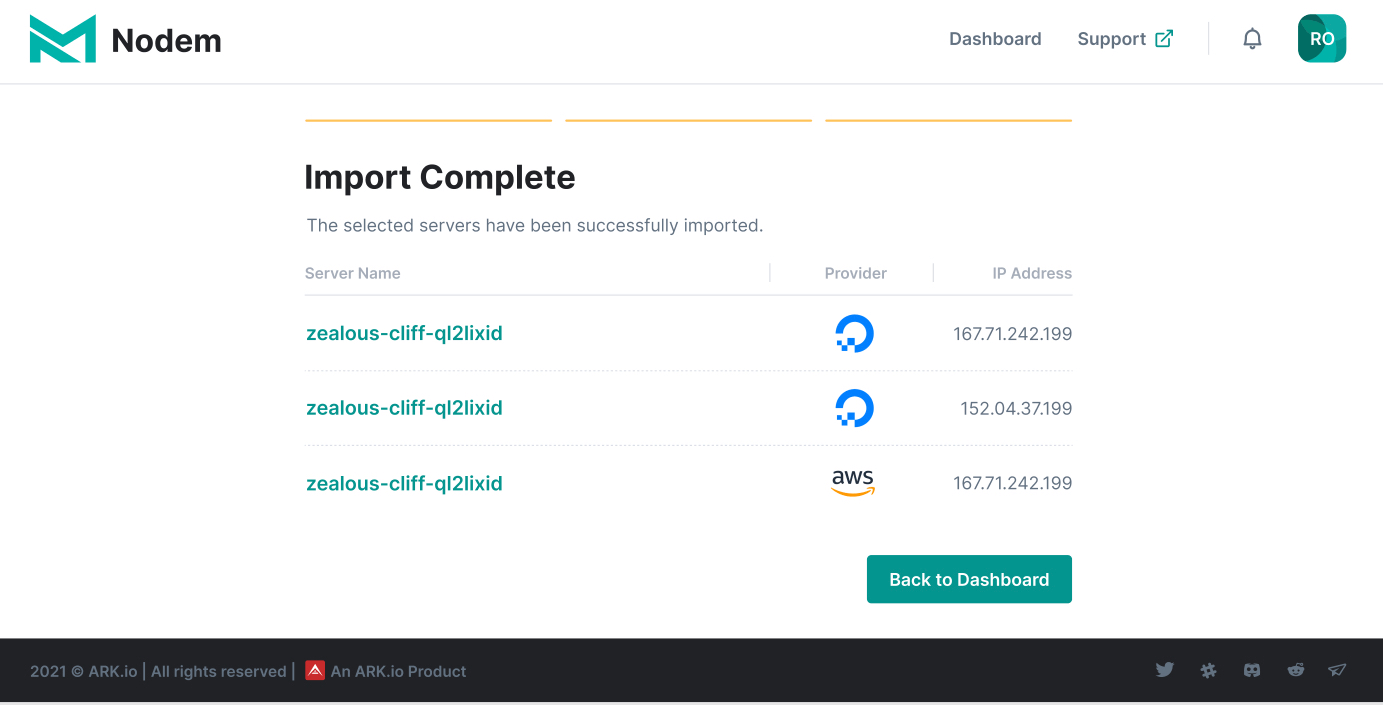 Nodem Dashboard Support RO
Import Complete
The selected servers have been successfully imported.
Server Name Provider IP Address
zealous-cliff-ql2lixid 167.71.242.199
zealous-cliff-ql2lixid 152.04.37.199
zealous-cliff-ql2lixid aws 167.71.242.199
Back to Dashboard
2021 © ARK.io | All rights reserved | An ARK.io Product